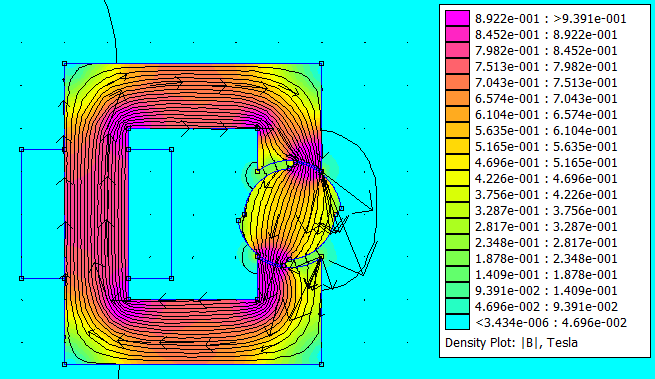 8.922e-001 : >9.391e-001
8.452e-001 : 8.922e-001
7.982e-001 : 8.452e-001
7.513e-001 : 7.982e-001
7.043e-001 : 7.513e-001
6.574e-001 : 7.043e-001
6.104e-001 : 6.574e-001
5.635e-001 : 6.104e-001
5.165e-001 : 5.635e-001
4.696e-001 : 5.165e-001
4.226e-001 : 4.696e-001
3.756e-001 : 4.226e-001
3.287e-001 : 3.756e-001
2.817e-001 : 3.287e-001
2.348e-001 : 2.817e-001
1.878e-001 : 2.348e-001
1.409e-001 : 1.878e-001
9.391e-002 : 1.409e-001
4.696e-002 : 9.391e-002
<3.434e-006 : 4.696e-002
Density Plot: |B|, Tesla